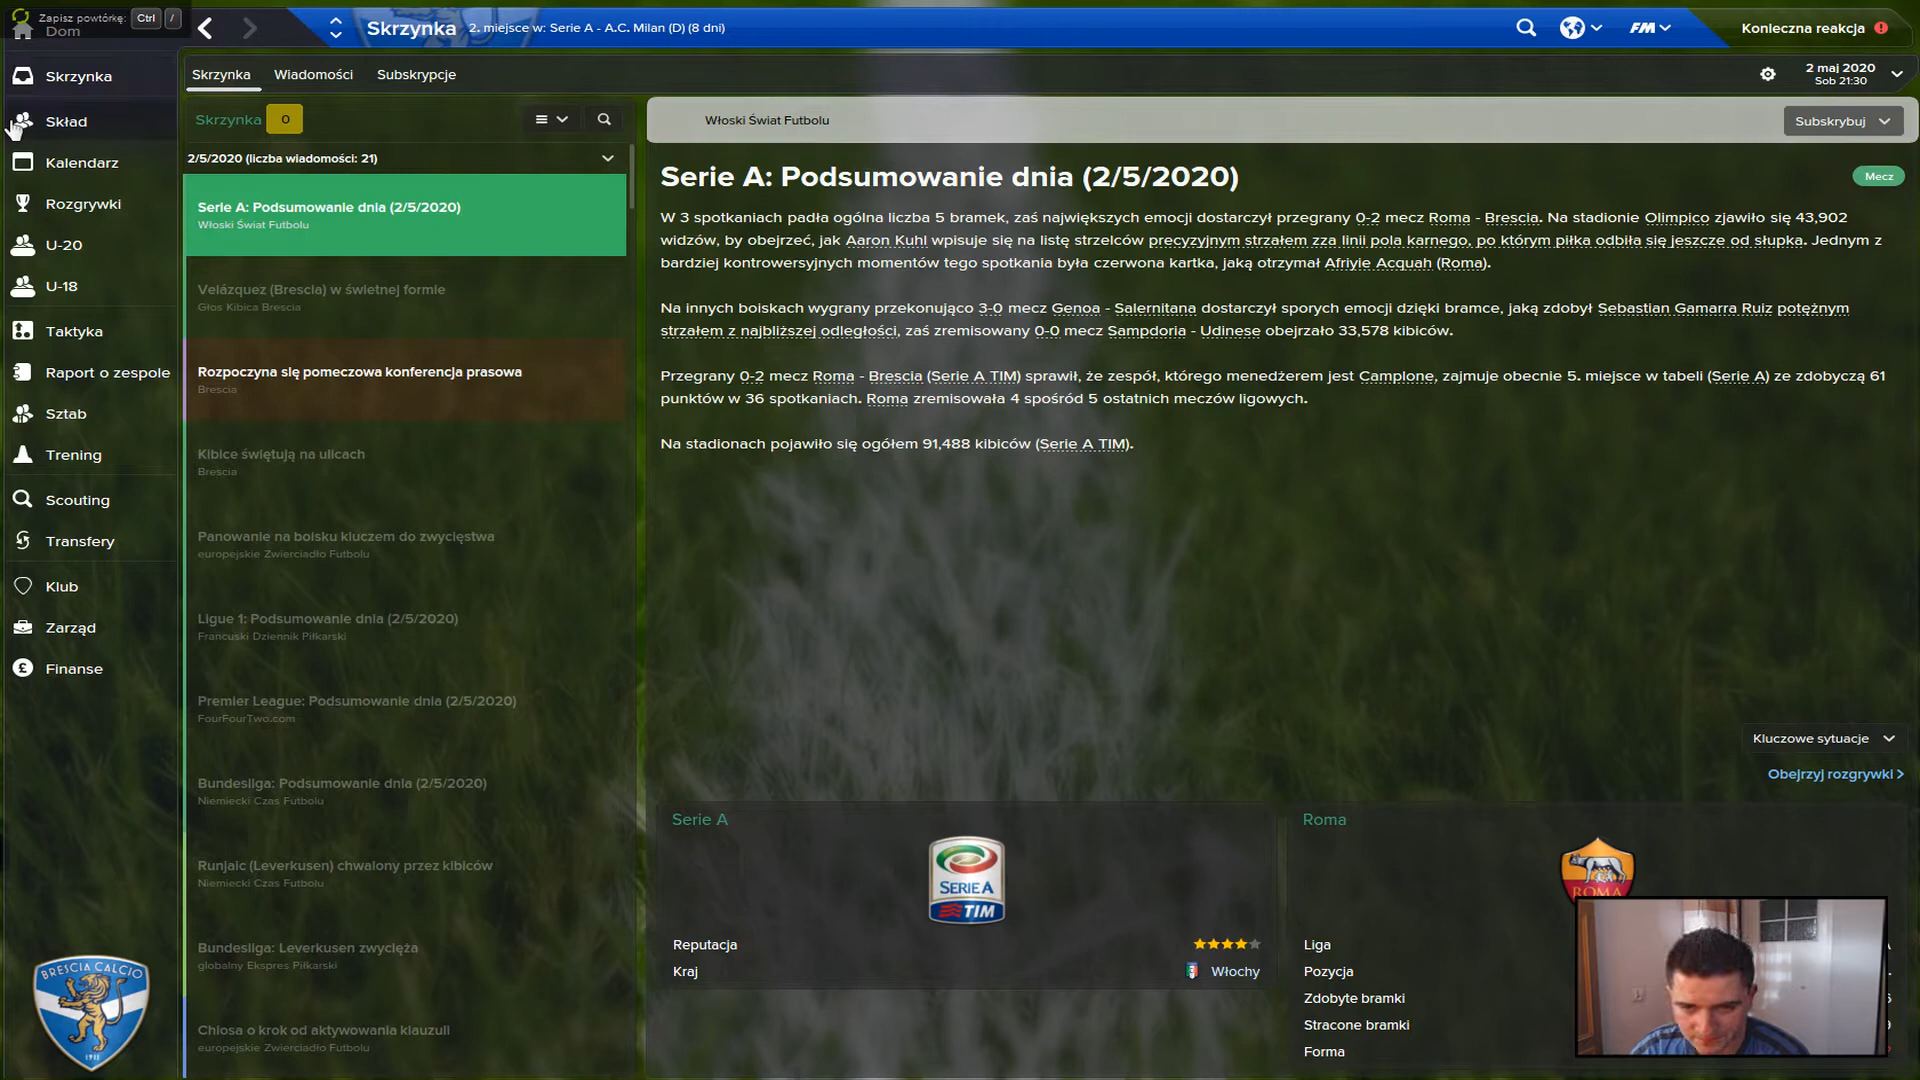 Zapisz powtórkę: Ctrl /
Dom
Skrzynka
2. miejsce w: Serie A - A.C. Milan (D) (8 dni)
FM
Konieczna reakcja
Skrzynka
Skład
Kalendarz
Rozgrywki
U-20
U-18
Taktyka
Raport o zespole
Sztab
Trening
Scouting
Transfery
Klub
Zarząd
Finanse
BRESCIA CALCIO
1911
Skrzynka Wiadomości Subskrypcje
2 maj 2020
Sob 21:30
Skrzynka 0
2/5/2020 (liczba wiadomości: 21)
Serie A: Podsumowanie dnia (2/5/2020)
Włoski Świat Futbolu
Velázquez (Brescia) w świetnej formie
Głos Kibica Brescia
Rozpoczyna się pomeczowa konferencja prasowa
Brescia
Kibice świętują na ulicach
Brescia
Panowanie na boisku kluczem do zwycięstwa
europejskie Zwierciadło Futbolu
Ligue 1: Podsumowanie dnia (2/5/2020)
Francuski Dziennik Piłkarski
Premier League: Podsumowanie dnia (2/5/2020)
FourFourTwo.com
Bundesliga: Podsumowanie dnia (2/5/2020)
Niemiecki Czas Futbolu
Runjaic (Leverkusen) chwalony przez kibiców
Niemiecki Czas Futbolu
Bundesliga: Leverkusen zwycięża
globalny Ekspres Piłkarski
Chiosa o krok od aktywowania klauzuli
europejskie Zwierciadło Futbolu
Włoski Świat Futbolu
Subskrybuj
Serie A: Podsumowanie dnia (2/5/2020)
Mecz
W 3 spotkaniach padła ogólna liczba 5 bramek, zaś największych emocji dostarczył przegrany 0-2 mecz Roma - Brescia. Na stadionie Olimpico zjawiło się 43,902
widzów, by obejrzeć, jak Aaron Kuhl wpisuje się na listę strzelców precyzyjnym strzałem zza linii pola karnego, po którym piłka odbiła się jeszcze od słupka. Jednym z
bardziej kontrowersyjnych momentów tego spotkania była czerwona kartka, jaką otrzymał Afriyie Acquah (Roma).
Na innych boiskach wygrany przekonująco 3-0 mecz Genoa - Salernitana dostarczył sporych emocji dzięki bramce, jaką zdobył Sebastian Gamarra Ruiz potężnym
strzałem z najbliższej odległości, zaś zremisowany 0-0 mecz Sampdoria - Udinese obejrzało 33,578 kibiców.
Przegrany 0-2 mecz Roma - Brescia (Serie A TIM) sprawił, że zespół, którego menedżerem jest Camplone, zajmuje obecnie 5. miejsce w tabeli (Serie A) ze zdobyczą 61
punktów w 36 spotkaniach. Roma zremisowała 4 spośród 5 ostatnich meczów ligowych.
Na stadionach pojawiło się ogółem 91,488 kibiców (Serie A TIM).
Kluczowe sytuacje
Obejrzyj rozgrywki >
Serie A
SERIE A
TIM
Reputacja
Kraj
Włochy
Roma
ROMA
Liga
Pozycja
Zdobyte bramki
Stracone bramki
Forma